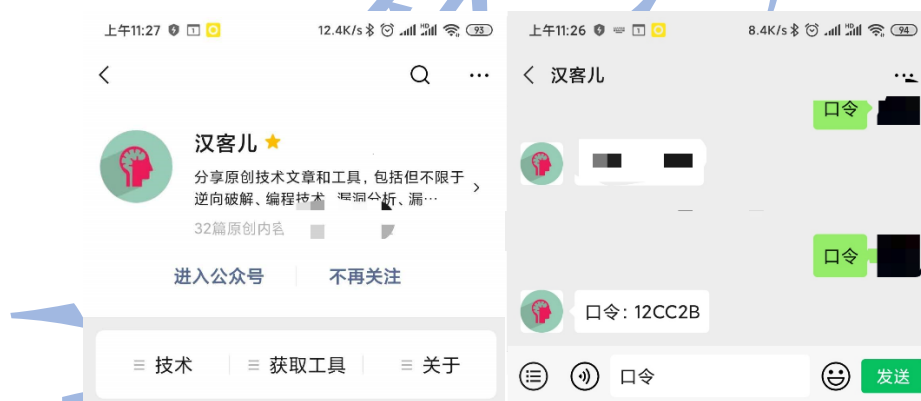 上午11:27
12.4K/s
93
汉客儿
分享原创技术文章和工具，包括但不限于
逆向破解、编程技术、漏洞分析、漏…
32篇原创内容
进入公众号
不再关注
技术
获取工具
关于
上午11:26
8.4K/s
94
汉客儿
口令
口令
口令：12CC2B
口令
发送